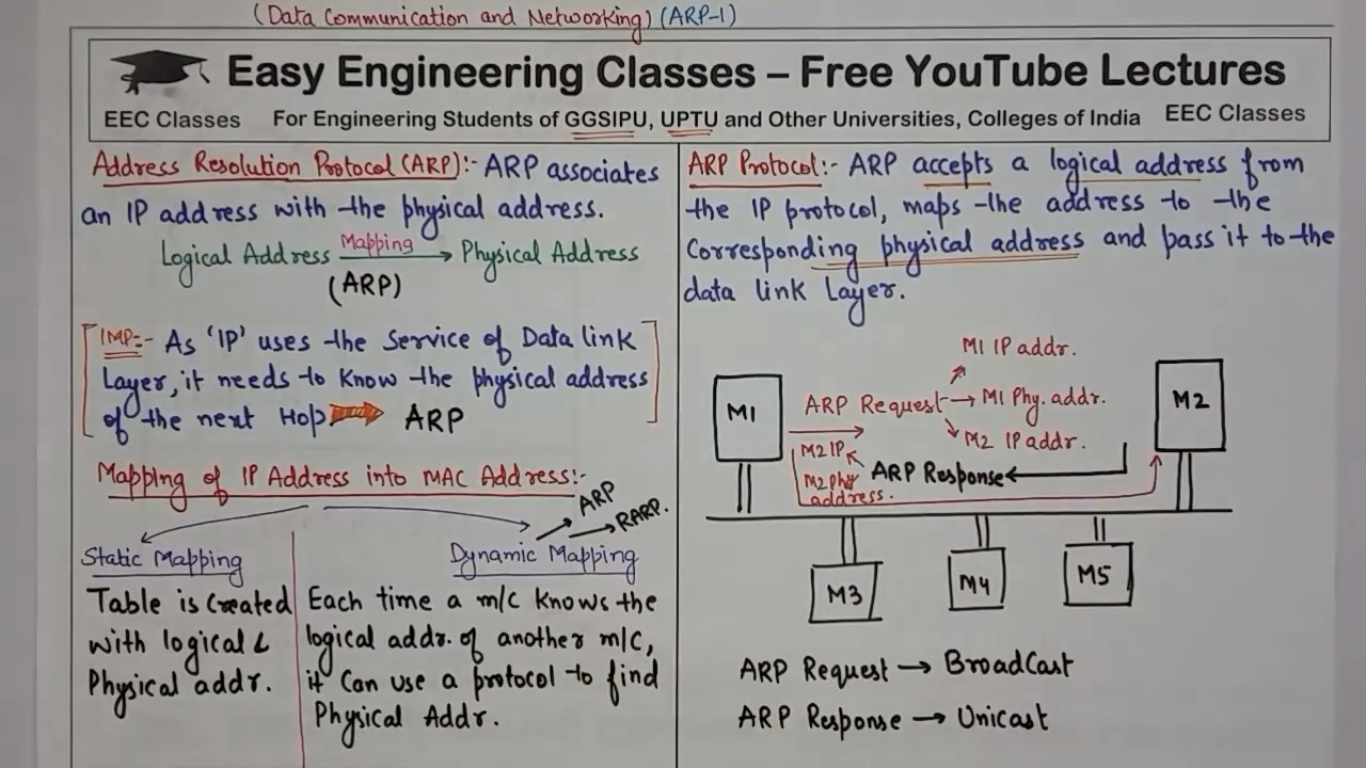 (Data Communication and Networking) (ARP-1)
Easy Engineering Classes – Free YouTube Lectures
EEC Classes For Engineering Students of GGSIPU, UPTU and Other Universities, Colleges of India EEC Classes
Address Resolution Protocol (ARP):- ARP associates
an IP address with the physical address.
Logical Address Mapping Physical Address
(ARP)
IMP:- As 'IP' uses the Service of Data link
Layer, it needs to know the physical address
of the next Hop ARP
Mapping of IP Address into MAC Address:-
ARP
RARP.
Static Mapping
Table is Created
with logical &
Physical addr.
Dynamic Mapping
Each time a m/c knows the
logical addr. of another m/c,
it can use a protocol to find
Physical Addr.
ARP Protocol:- ARP accepts a logical address from
the IP protocol, maps the address to the
Corresponding physical address and pass it to the
data link Layer.
M1 IP addr.
M1
ARP Request → M1 Phy. addr.
M2
M2 IP addr.
M2 IP
ARP Response
M2 phy
address.
M3
M4
M5
ARP Request → BroadCast
ARP Response → Unicast